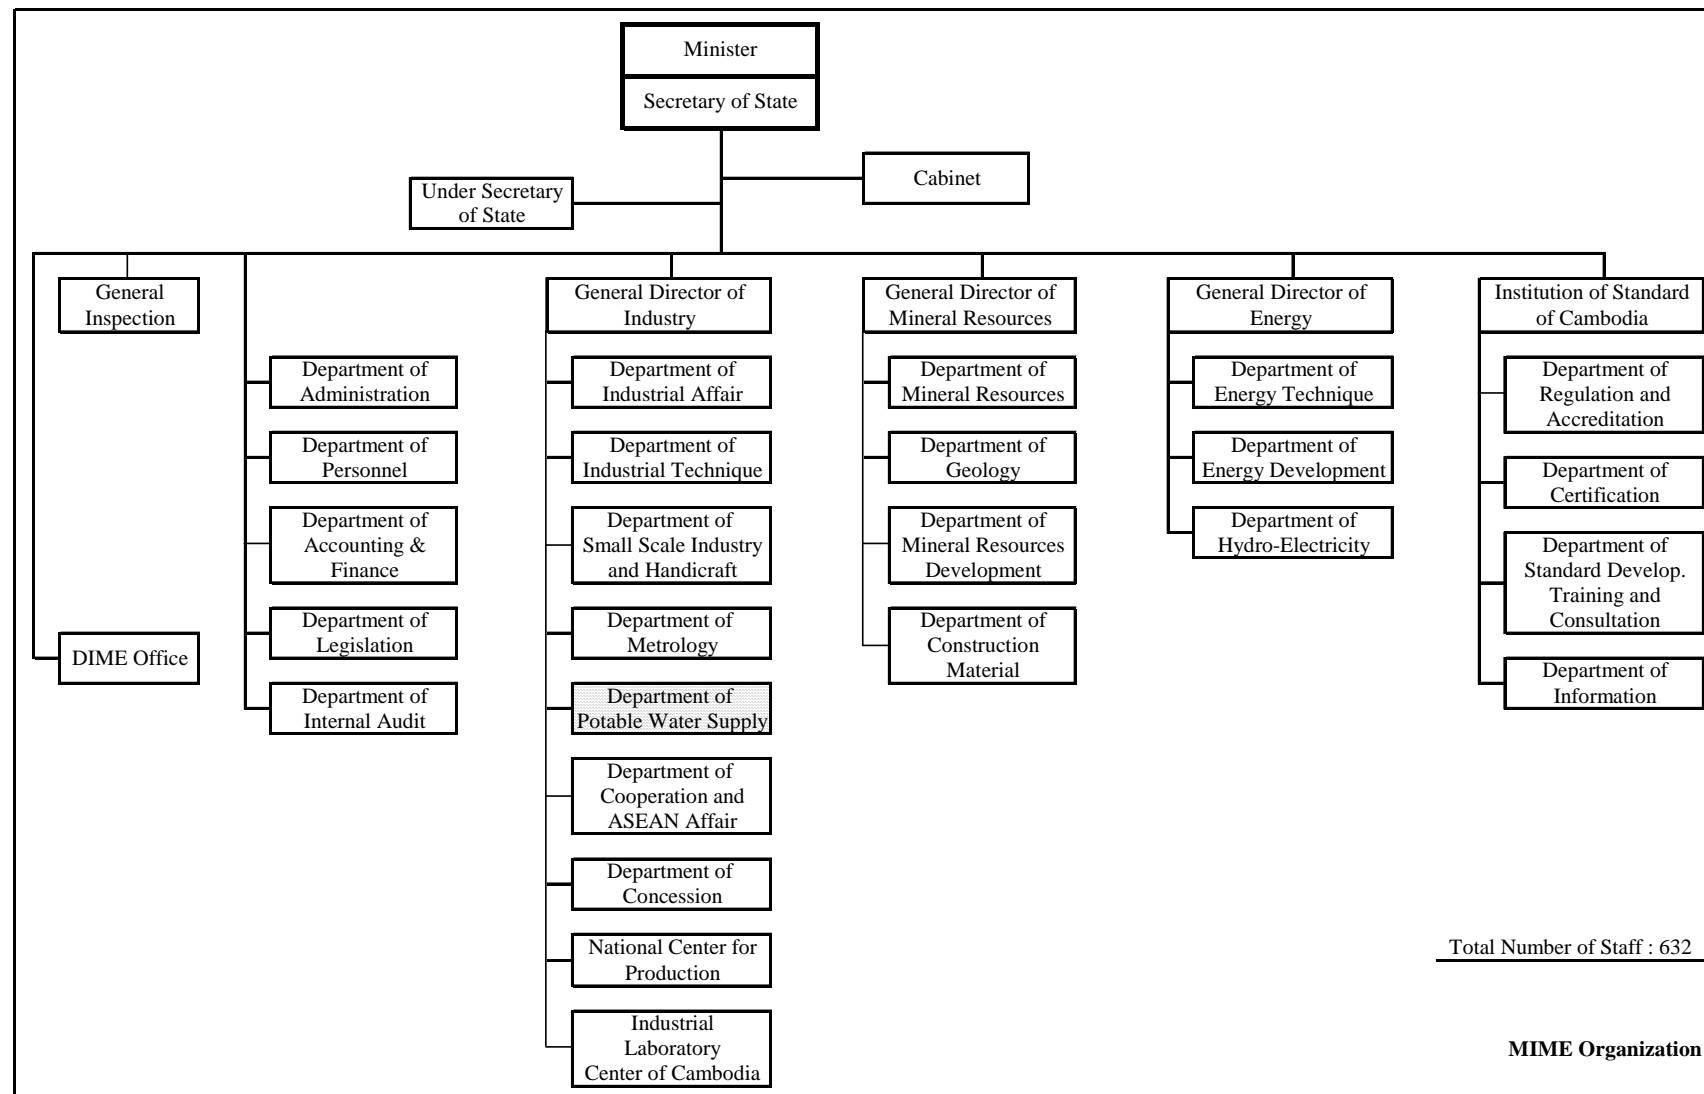 Minister
Secretary of State
Cabinet
Under Secretary
of State
General
Inspection
DIME Office
Department of
Administration
Department of
Personnel
Department of
Accounting &
Finance
Department of
Legislation
Department of
Internal Audit
General Director of
Industry
Department of
Industrial Affair
Department of
Industrial Technique
Department of
Small Scale Industry
and Handicraft
Department of
Metrology
Department of
Potable Water Supply
Department of
Cooperation and
ASEAN Affair
Department of
Concession
National Center for
Production
Industrial
Laboratory
Center of Cambodia
General Director of
Mineral Resources
Department of
Mineral Resources
Department of
Geology
Department of
Mineral Resources
Development
Department of
Construction
Material
General Director of
Energy
Department of
Energy Technique
Department of
Energy Development
Department of
Hydro-Electricity
Institution of Standard
of Cambodia
Department of
Regulation and
Accreditation
Department of
Certification
Department of
Standard Develop.
Training and
Consultation
Department of
Information
Total Number of Staff : 632
MIME Organization